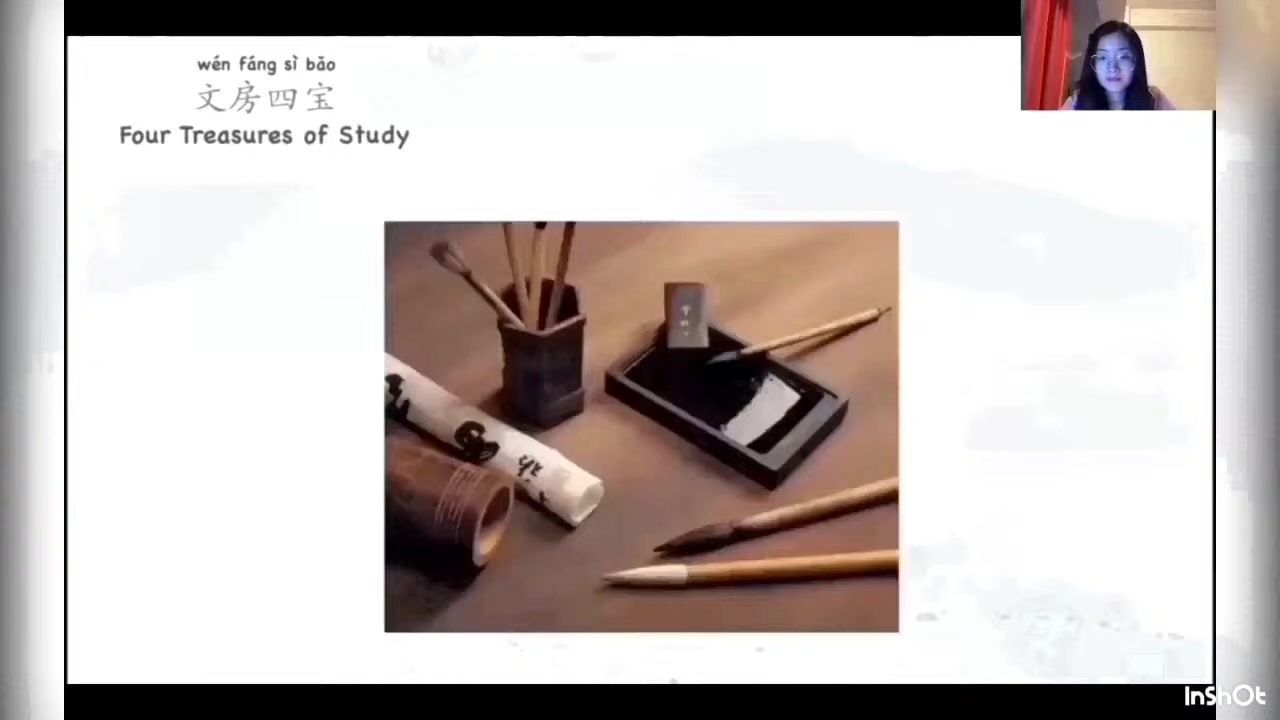 wén fáng sì bǎo
文房四宝
Four Treasures of Study
InShOt